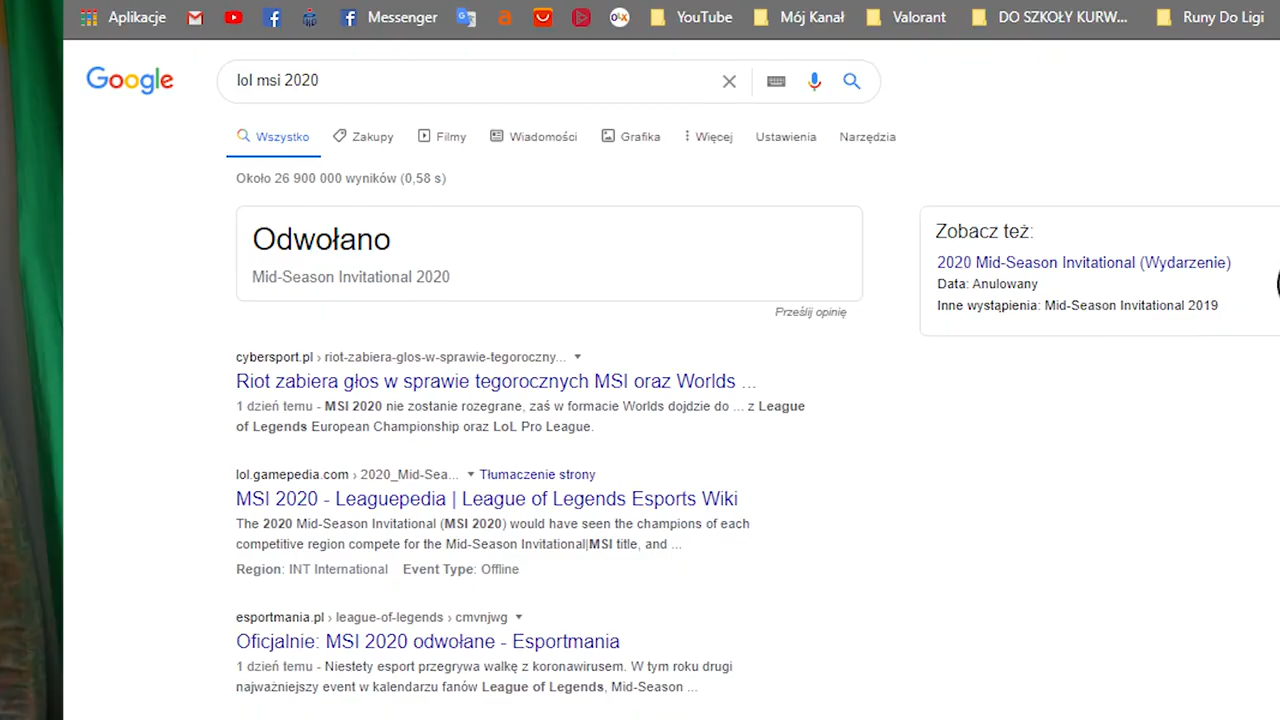 Aplikacje Messenger YouTube Mój Kanał Valorant DO SZKOŁY KURW... Runy Do Ligi
Google lol msi 2020
Wszystko Zakupy Filmy Wiadomości Grafika Więcej Ustawienia Narzędzia
Około 26 900 000 wyników (0,58 s)
Odwołano
Mid-Season Invitational 2020
Prześlij opinię
Zobacz też:
2020 Mid-Season Invitational (Wydarzenie)
Data: Anulowany
Inne wystąpienia: Mid-Season Invitational 2019
cybersport.pl › riot-zabiera-glos-w-sprawie-tegoroczny...
Riot zabiera głos w sprawie tegorocznych MSI oraz Worlds ...
1 dzień temu - MSI 2020 nie zostanie rozegrane, zaś w formacie Worlds dojdzie do ... z League
of Legends European Championship oraz LoL Pro League.
lol.gamepedia.com › 2020_Mid-Sea... Tłumaczenie strony
MSI 2020 - Leaguepedia | League of Legends Esports Wiki
The 2020 Mid-Season Invitational (MSI 2020) would have seen the champions of each
competitive region compete for the Mid-Season Invitational|MSI title, and ...
Region: INT International Event Type: Offline
esportmania.pl › league-of-legends › cmvnjwg
Oficjalnie: MSI 2020 odwołane - Esportmania
1 dzień temu - Niestety esport przegrywa walkę z koronawirusem. W tym roku drugi
najważniejszy event w kalendarzu fanów League of Legends, Mid-Season ...